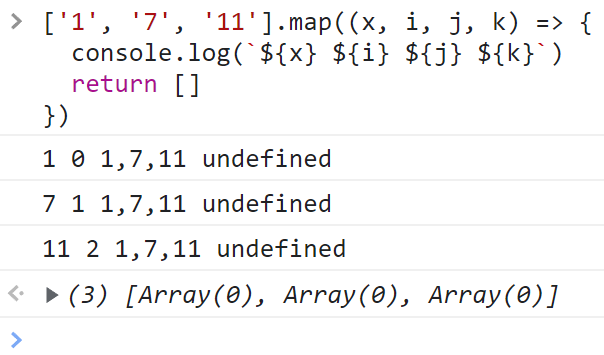 > ['1', '7', '11'].map((x, i, j, k) => {
  console.log(`${x} ${i} ${j} ${k}`)
  return []
})
1 0 1,7,11 undefined
7 1 1,7,11 undefined
11 2 1,7,11 undefined
<· ▶ (3) [Array(0), Array(0), Array(0)]
>